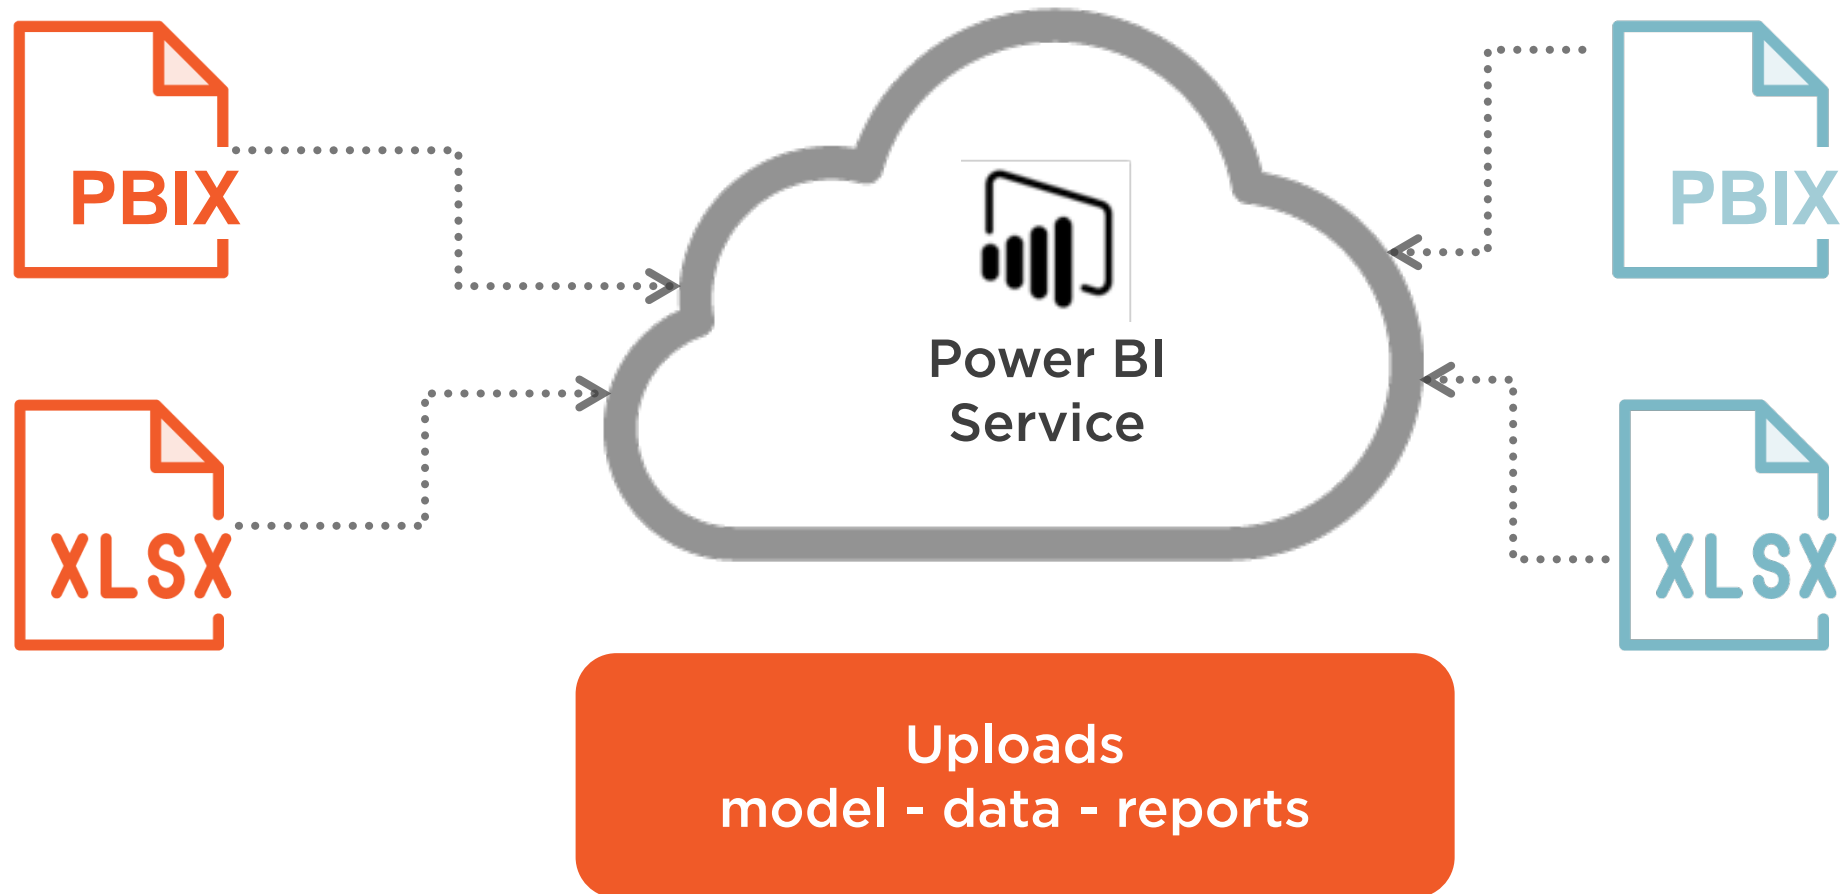 PBIX
PBIX
Power BI
Service
XLSX
XLSX
Uploads
model - data - reports